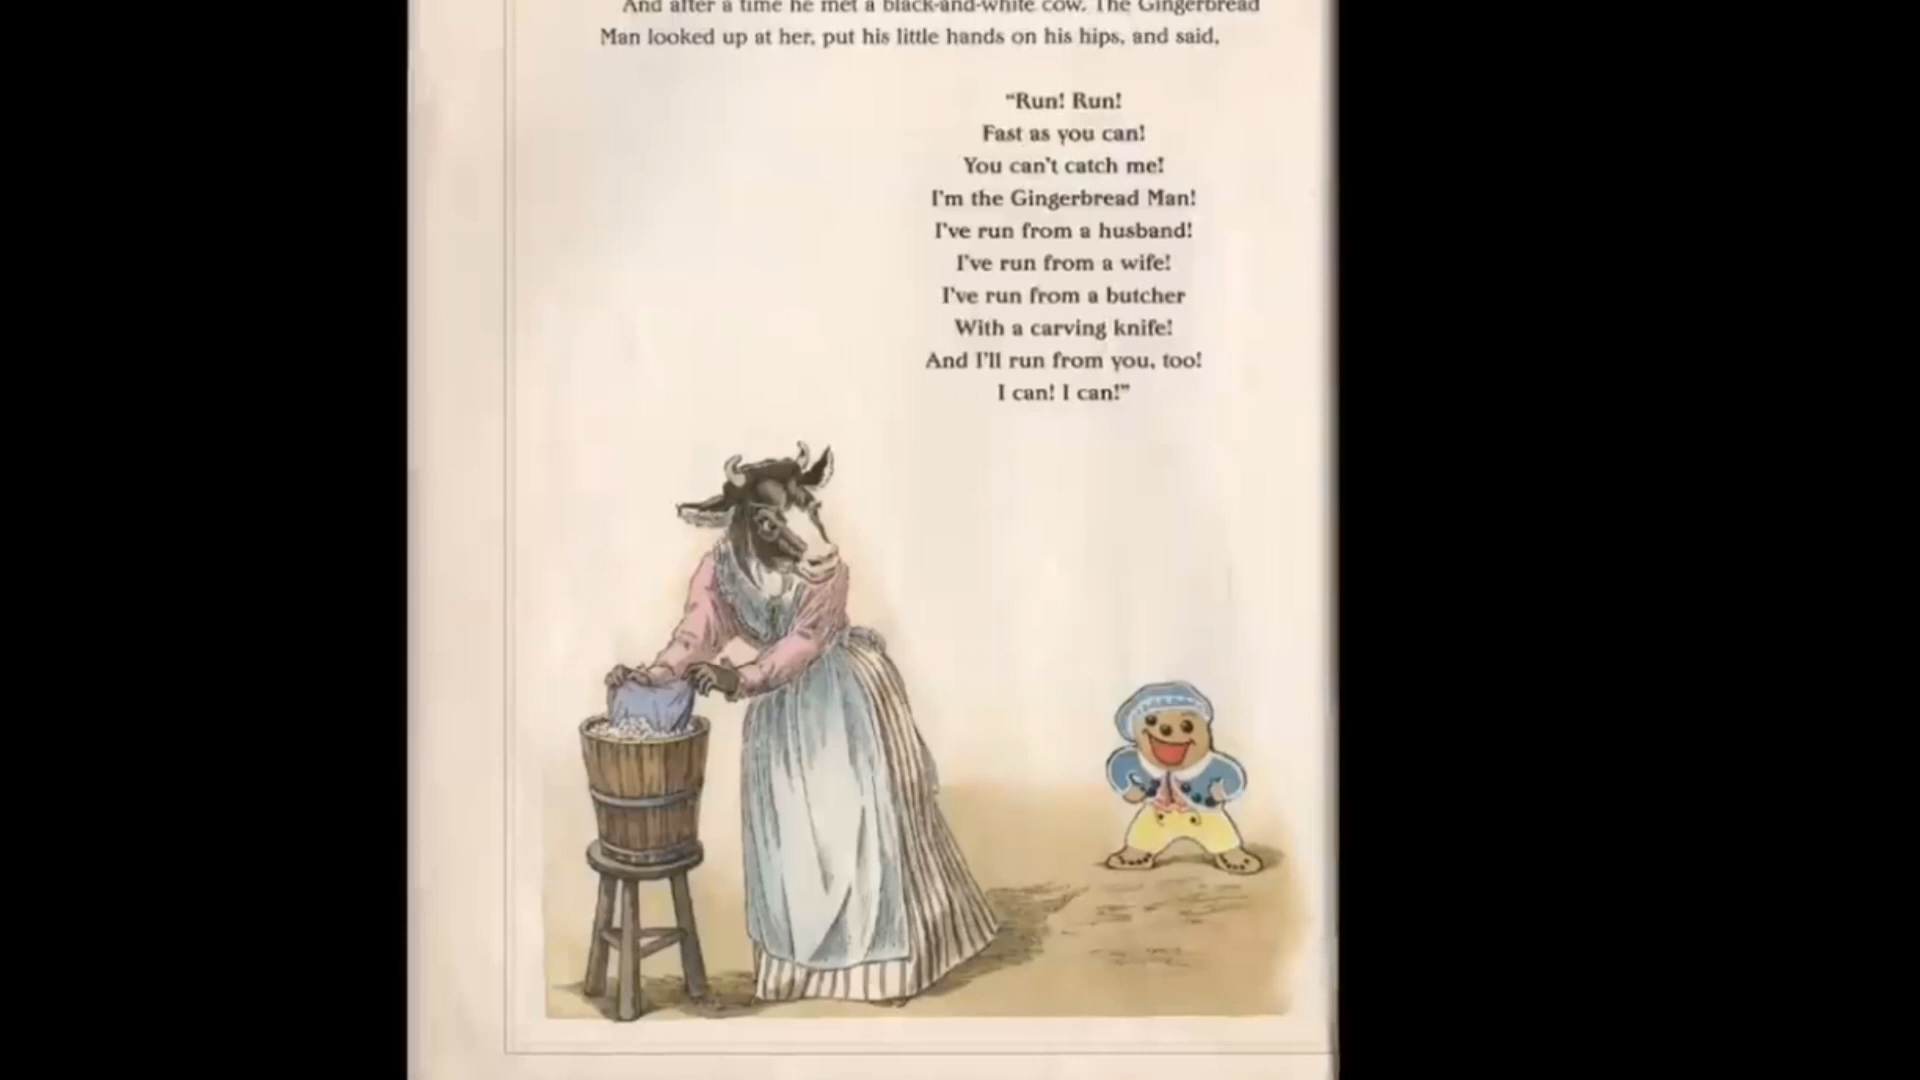 And after a time he met a black-and-white cow. The Gingerbread
Man looked up at her, put his little hands on his hips, and said,
“Run! Run!
Fast as you can!
You can't catch me!
I'm the Gingerbread Man!
I've run from a husband!
I've run from a wife!
I've run from a butcher
With a carving knife!
And I'll run from you, too!
I can! I can!”